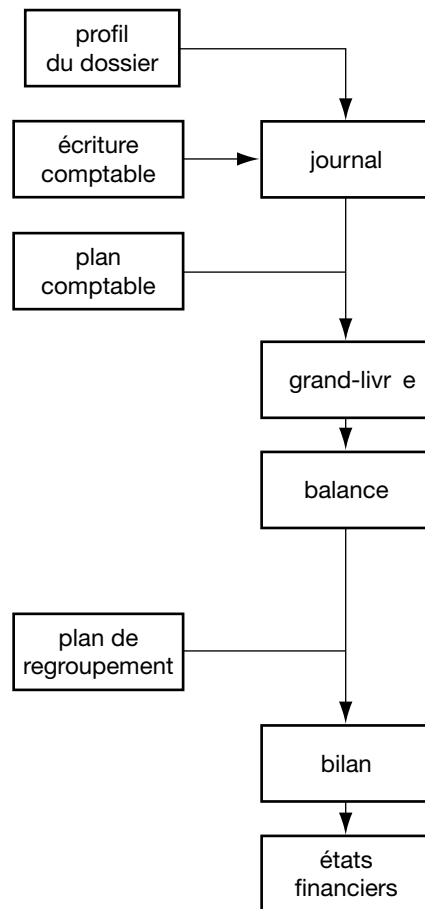 profil
du dossier
écriture
comptable
journal
plan
comptable
grand-livr e
balance
plan de
regroupement
bilan
états
financiers